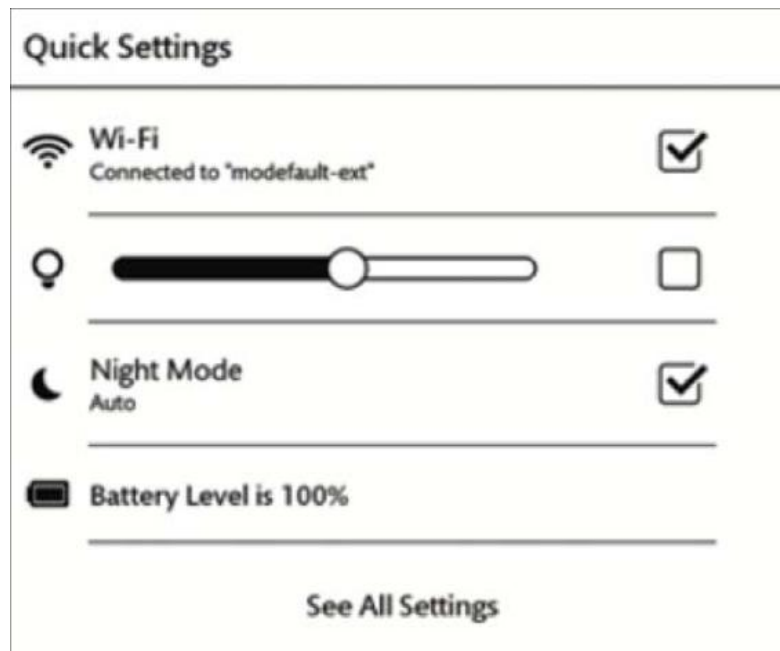 Quick Settings
Wi-Fi
Connected to "modefault-ext"
Night Mode
Auto
Battery Level is 100%
See All Settings